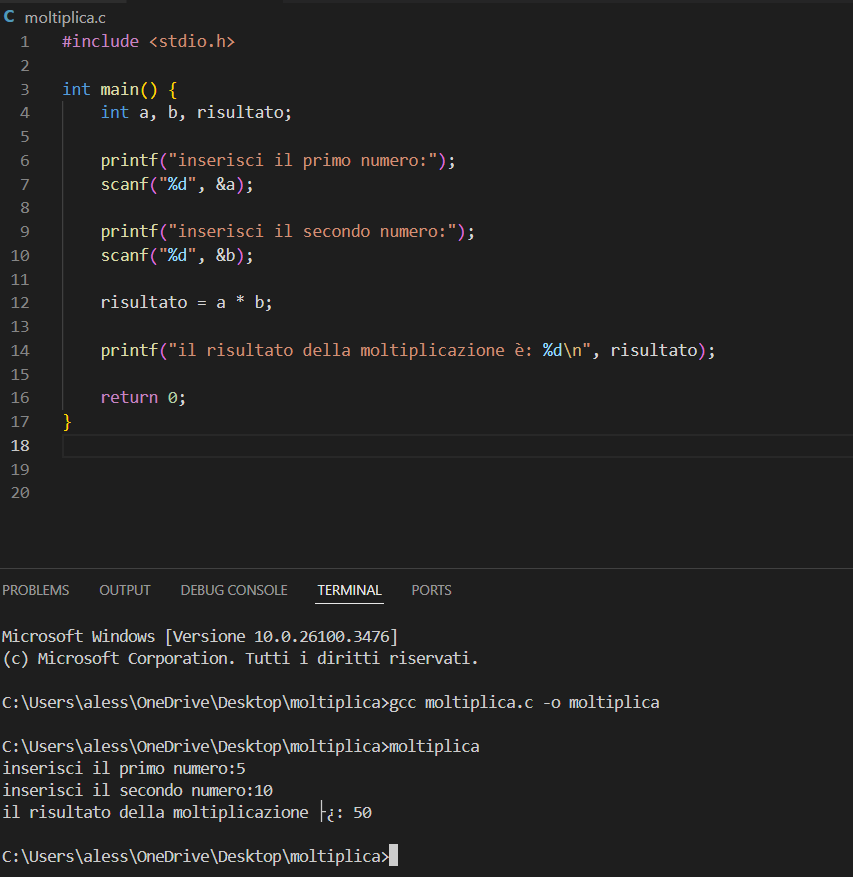 C moltiplica.c
1 #include <stdio.h>
2
3 int main() {
4 int a, b, risultato;
5
6 printf("inserisci il primo numero:");
7 scanf("%d", &a);
8
9 printf("inserisci il secondo numero:");
10 scanf("%d", &b);
11
12 risultato = a * b;
13
14 printf("il risultato della moltiplicazione è: %d\n", risultato);
15
16 return 0;
17 }
18
19
20
PROBLEMS OUTPUT DEBUG CONSOLE TERMINAL PORTS
Microsoft Windows [Versione 10.0.26100.3476]
(c) Microsoft Corporation. Tutti i diritti riservati.
C:\Users\aless\OneDrive\Desktop\moltiplica>gcc moltiplica.c -o moltiplica
C:\Users\aless\OneDrive\Desktop\moltiplica>moltiplica
inserisci il primo numero:5
inserisci il secondo numero:10
il risultato della moltiplicazione ├¿: 50
C:\Users\aless\OneDrive\Desktop\moltiplica>